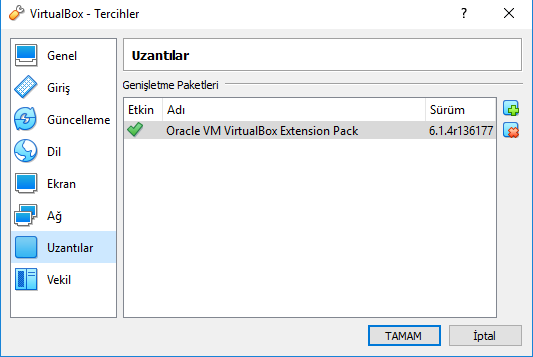 VirtualBox - Tercihler
?
Genel
Giriş
Güncelleme
Dil
Ekran
Ağ
Uzantılar
Vekil
Uzantılar
Genişletme Paketleri
Etkin Adı Sürüm
Oracle VM VirtualBox Extension Pack 6.1.4r136177
TAMAM
İptal